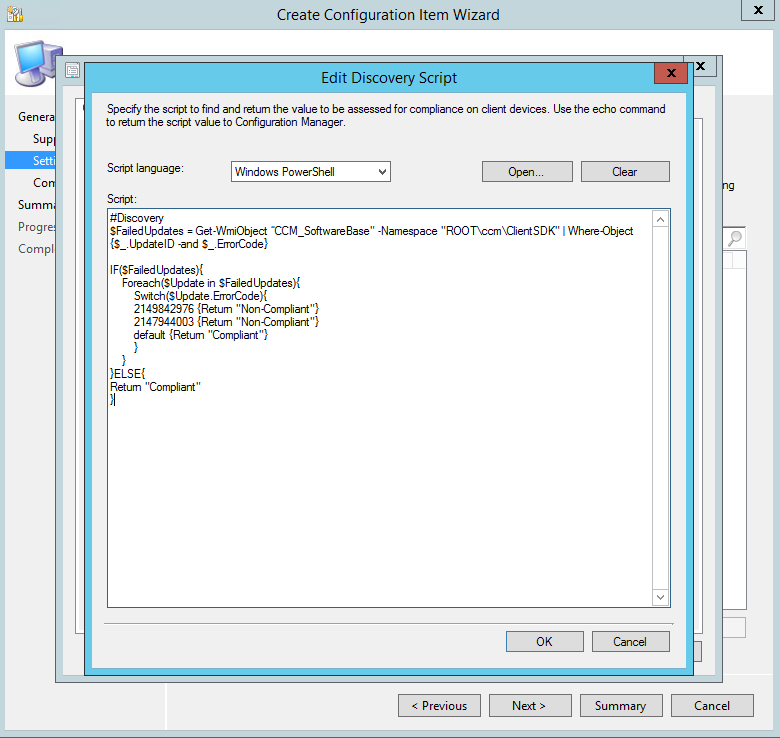 Create Configuration Item Wizard
x
x
Edit Discovery Script
x
Specify the script to find and return the value to be assessed for compliance on client devices. Use the echo command
to return the script value to Configuration Manager.
Script language:
Windows PowerShell
Open...
Clear
Script:
#Discovery
$FailedUpdates = Get-WmiObject "CCM_SoftwareBase" -Namespace "ROOT\ccm\ClientSDK" | Where-Object
{$_.UpdateID -and $_.ErrorCode}
IF($FailedUpdates){
Foreach($Update in $FailedUpdates){
Switch($Update.ErrorCode){
2149842976 {Return "Non-Compliant"}
2147944003 {Return "Non-Compliant"}
default {Return "Compliant"}
}
}
}ELSE{
Return "Compliant"
}
OK
Cancel
Genera
Supp
Setti
Com
Summa
Progres
Compl
ng
< Previous
Next >
Summary
Cancel